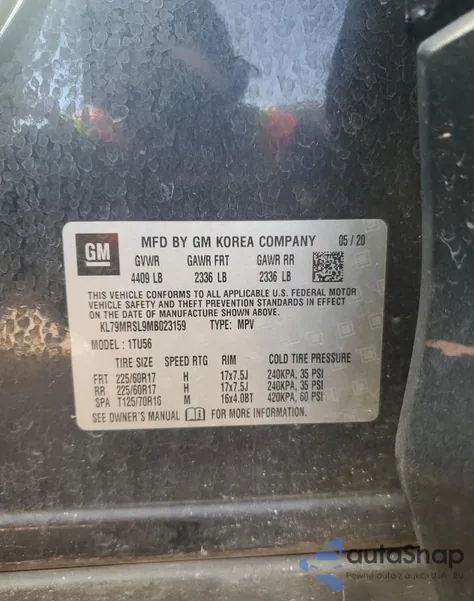 GM
MFD BY GM KOREA COMPANY 05/20
GVWR GAWR FRT GAWR RR
4409 LB 2336 LB 2336 LB
THIS VEHICLE CONFORMS TO ALL APPLICABLE U.S. FEDERAL MOTOR
VEHICLE SAFETY AND THEFT PREVENTION STANDARDS IN EFFECT
ON THE DATE OF MANUFACTURE SHOWN ABOVE.
KL79MRSL9MB023159 TYPE: MPV
MODEL : 1TU56
TIRE SIZE SPEED RTG RIM COLD TIRE PRESSURE
FRT 225/60R17 H 17x7.5J 240KPA, 35 PSI
RR 225/60R17 H 17x7.5J 240KPA, 35 PSI
SPA T125/70R16 M 16x4.0BT 420KPA, 60 PSI
SEE OWNER'S MANUAL FOR MORE INFORMATION.
autaShop
Pewne auta z aukcji